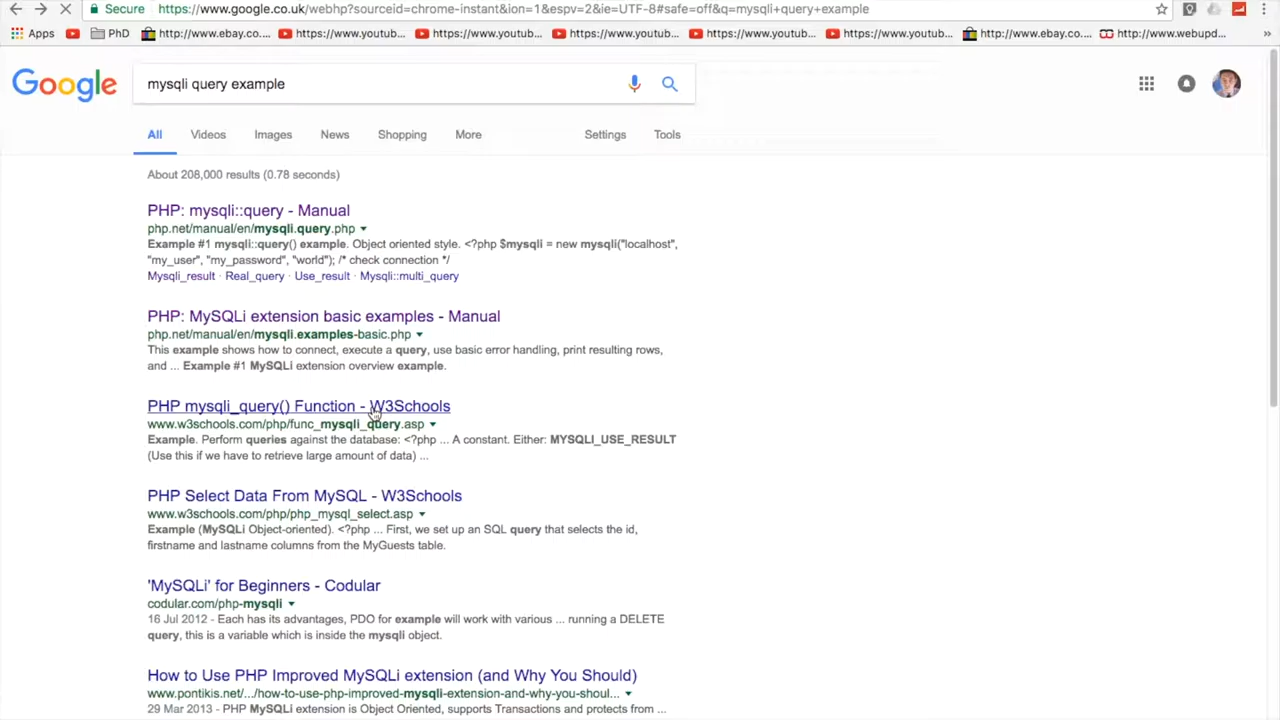 Secure https://www.google.co.uk/webhp?sourceid=chrome-instant&ion=1&espv=2&ie=UTF-8#safe=off&q=mysqli+query+example
Apps PhD http://www.ebay.co.... https://www.youtub... https://www.youtub... https://www.youtub... https://www.youtub... https://www.youtub... http://www.ebay.co.... http://www.webupd... »
Google mysqli query example
All Videos Images News Shopping More Settings Tools
About 208,000 results (0.78 seconds)
PHP: mysqli::query - Manual
php.net/manual/en/mysqli.query.php
Example #1 mysqli::query() example. Object oriented style. <?php $mysqli = new mysqli("localhost",
"my_user", "my_password", "world"); /* check connection */
Mysqli_result · Real_query · Use_result · Mysqli::multi_query
PHP: MySQLi extension basic examples - Manual
php.net/manual/en/mysqli.examples-basic.php
This example shows how to connect, execute a query, use basic error handling, print resulting rows,
and ... Example #1 MySQLi extension overview example.
PHP mysqli_query() Function - W3Schools
www.w3schools.com/php/func_mysqli_query.asp
Example. Perform queries against the database: <?php ... A constant. Either: MYSQLI_USE_RESULT
(Use this if we have to retrieve large amount of data) ...
PHP Select Data From MySQL - W3Schools
www.w3schools.com/php/php_mysql_select.asp
Example (MySQLi Object-oriented). <?php ... First, we set up an SQL query that selects the id,
firstname and lastname columns from the MyGuests table.
'MySQLi' for Beginners - Codular
codular.com/php-mysqli
16 Jul 2012 - Each has its advantages, PDO for example will work with various ... running a DELETE
query, this is a variable which is inside the mysqli object.
How to Use PHP Improved MySQLi extension (and Why You Should)
www.pontikis.net/.../how-to-use-php-improved-mysqli-extension-and-why-you-shoul...
29 Mar 2013 - PHP MySQLi extension is Object Oriented, supports Transactions and protects from ...